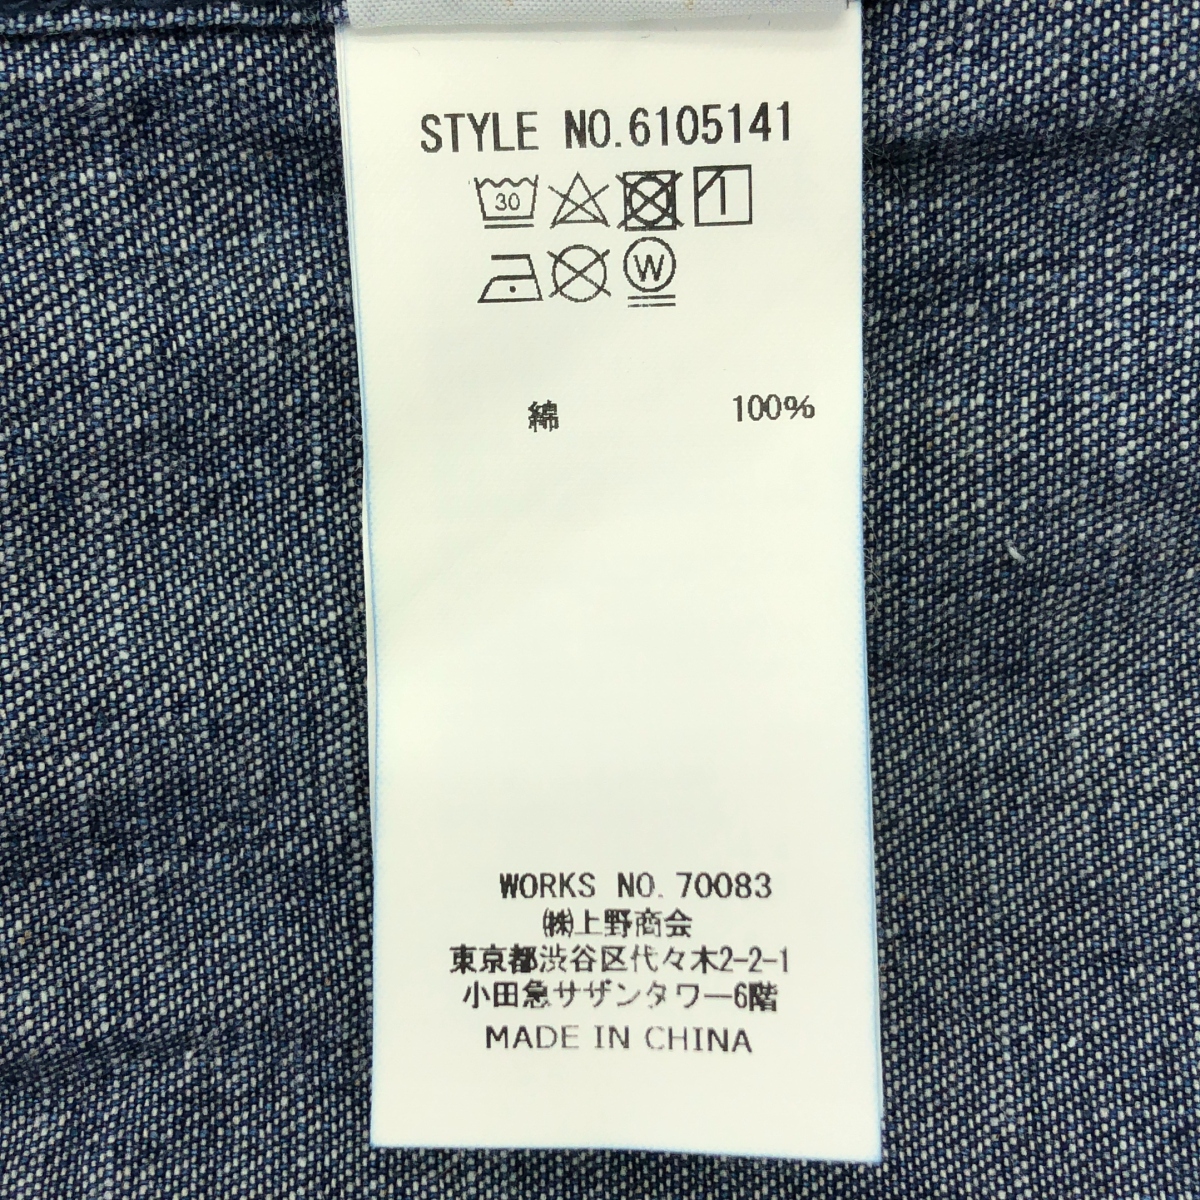 STYLE NO.6105141
30
W
綿 100%
WORKS NO.70083
㈱上野商会
東京都渋谷区代々木2-2-1
小田急サザンタワー6階
MADE IN CHINA